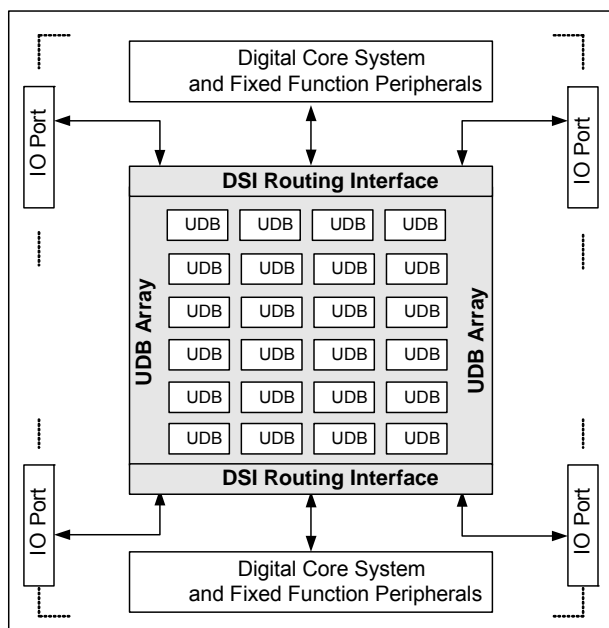 Digital Core System
and Fixed Function Peripherals
IO Port
IO Port
DSI Routing Interface
UDB Array
UDB UDB UDB UDB
UDB UDB UDB UDB
UDB UDB UDB UDB
UDB UDB UDB UDB
UDB UDB UDB UDB
UDB UDB UDB UDB
UDB Array
DSI Routing Interface
IO Port
IO Port
Digital Core System
and Fixed Function Peripherals